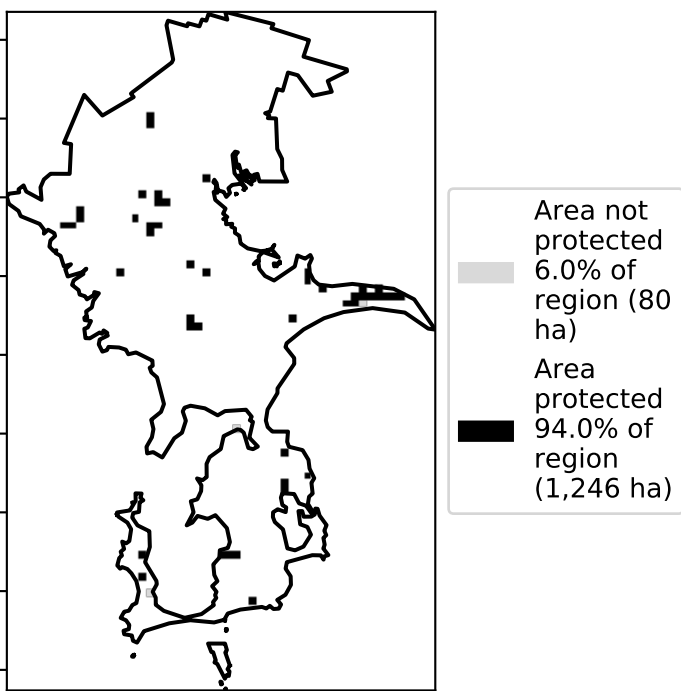 Area not
protected
6.0% of
region (80
ha)
Area
protected
94.0% of
region
(1,246 ha)